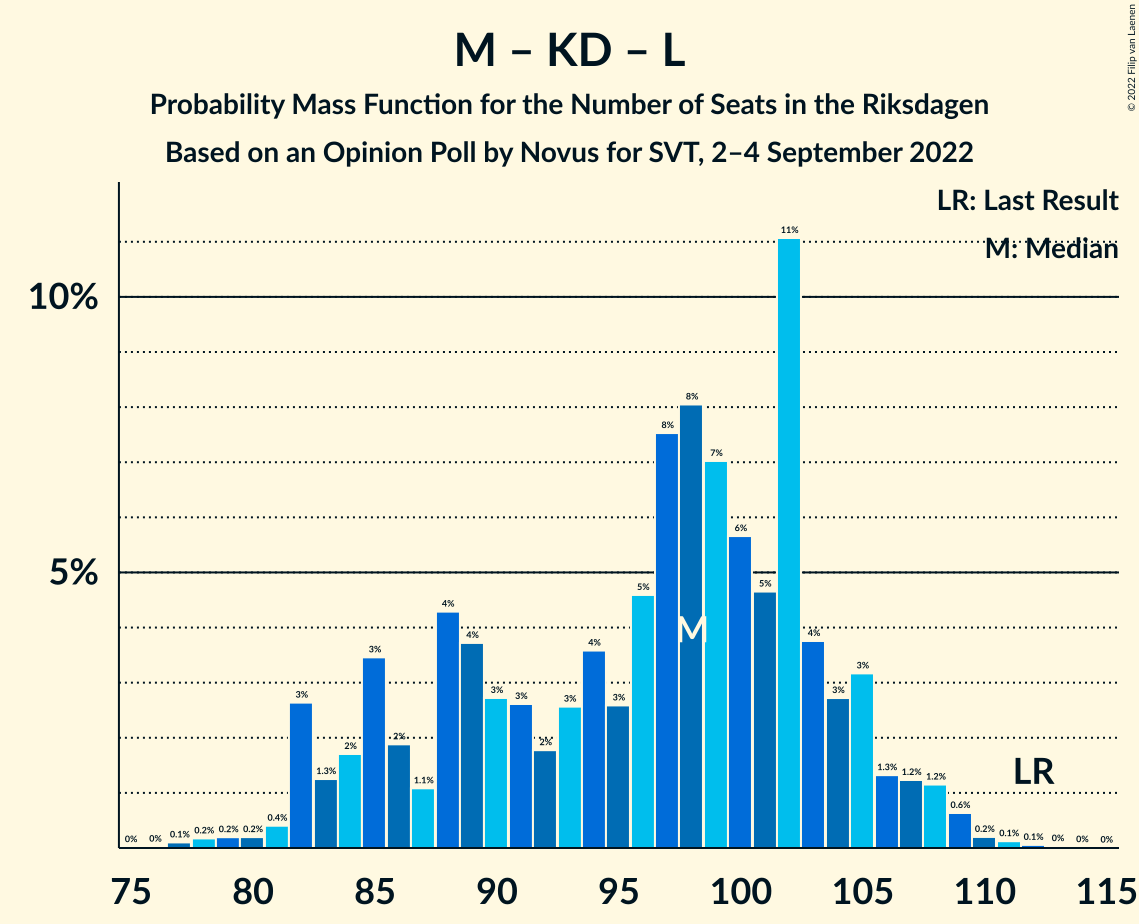 M – KD – L
Probability Mass Function for the Number of Seats in the Riksdagen
Based on an Opinion Poll by Novus for SVT, 2–4 September 2022
© 2022 Filip van Laenen
LR: Last Result
M: Median
10%
5%
0% 0% 0.1% 0.2% 0.2% 0.2% 0.4% 3% 1.3% 2% 3% 2% 1.1% 4% 4% 3% 3% 2% 3% 4% 3% 5% 8% 8% 7% 6% 5% 11% 4% 3% 3% 1.3% 1.2% 1.2% 0.6% 0.2% 0.1% 0.1% 0% 0% 0%
M
LR
75 80 85 90 95 100 105 110 115